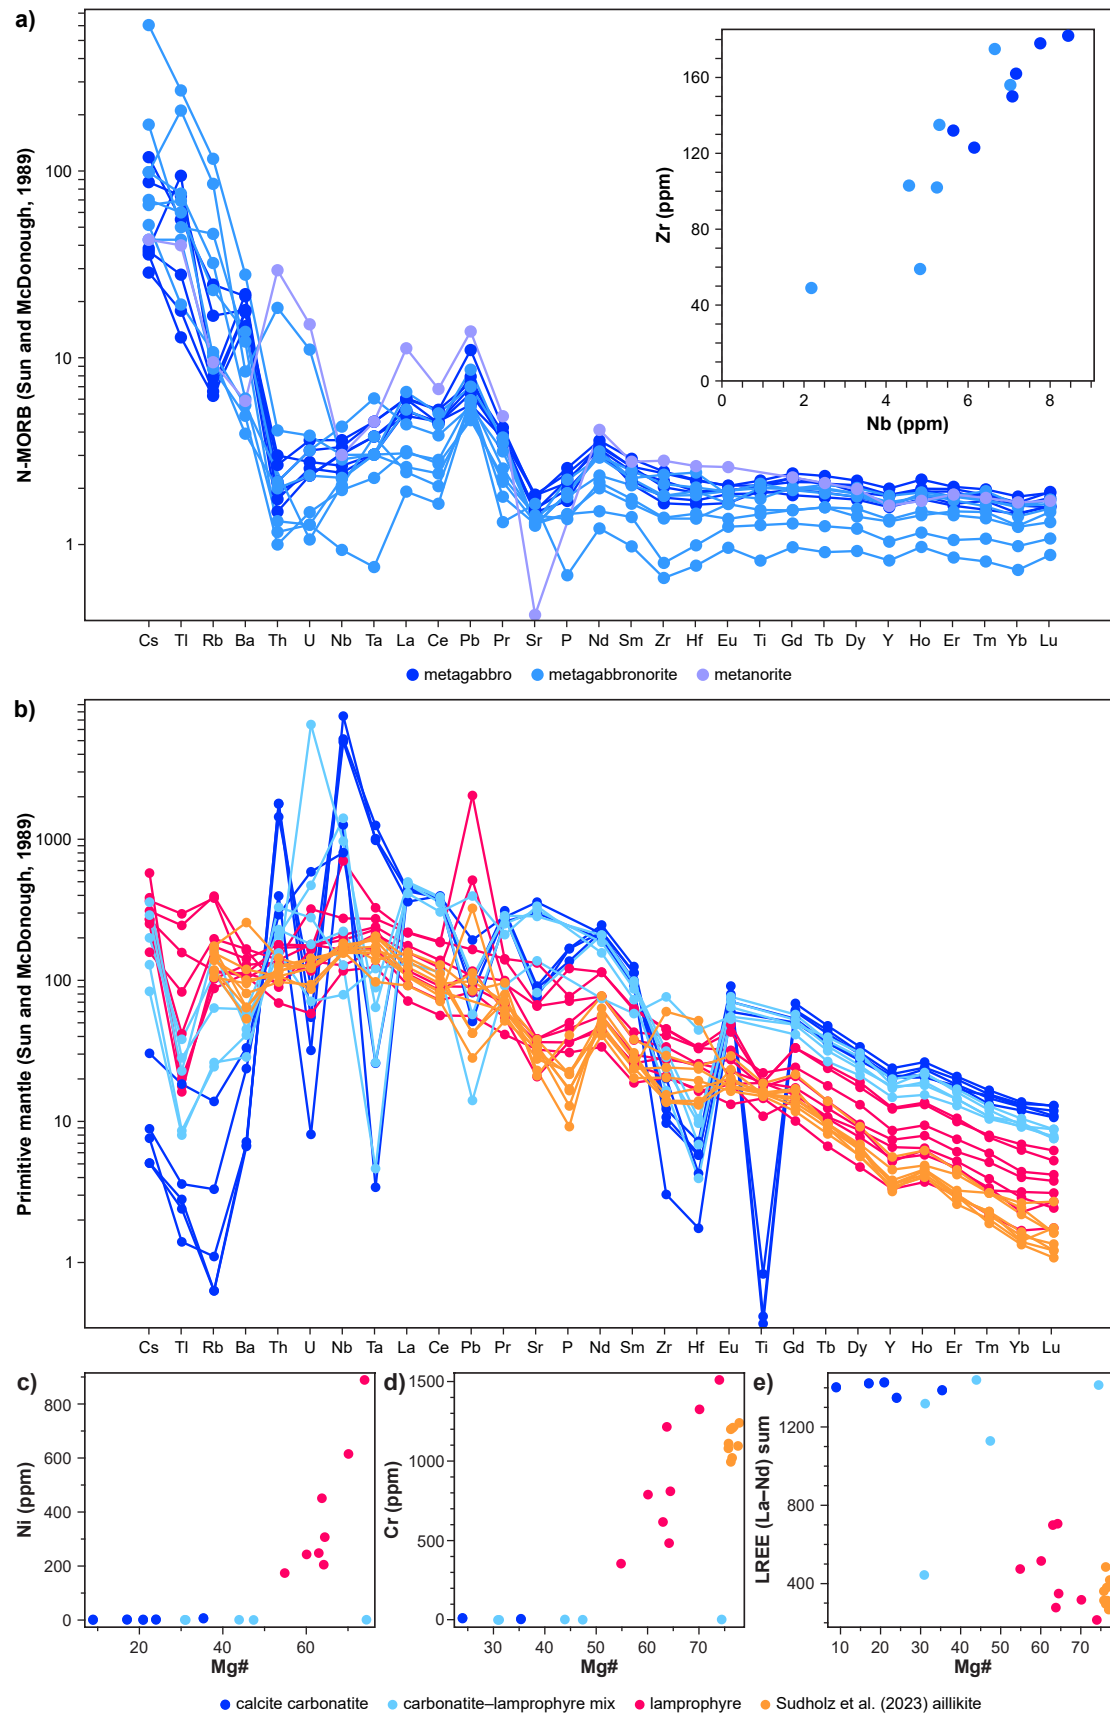 a)
N-MORB (Sun and McDonough, 1989)
100
10
1
Zr (ppm)
160
120
80
40
0
0 2 4 6 8
Nb (ppm)
Cs Tl Rb Ba Th U Nb Ta La Ce Pb Pr Sr P Nd Sm Zr Hf Eu Ti Gd Tb Dy Y Ho Er Tm Yb Lu
metagabbro metagabbronorite metanorite
b)
Primitive mantle (Sun and McDonough, 1989)
1000
100
10
1
Cs Tl Rb Ba Th U Nb Ta La Ce Pb Pr Sr P Nd Sm Zr Hf Eu Ti Gd Tb Dy Y Ho Er Tm Yb Lu
c)
Ni (ppm)
800
600
400
200
0
20 40 60
Mg#
d)
Cr (ppm)
1500
1000
500
0
30 40 50 60 70
Mg#
e)
LREE (La–Nd) sum
1200
800
400
10 20 30 40 50 60 70
Mg#
calcite carbonatite carbonatite–lamprophyre mix lamprophyre Sudholz et al. (2023) aillikite